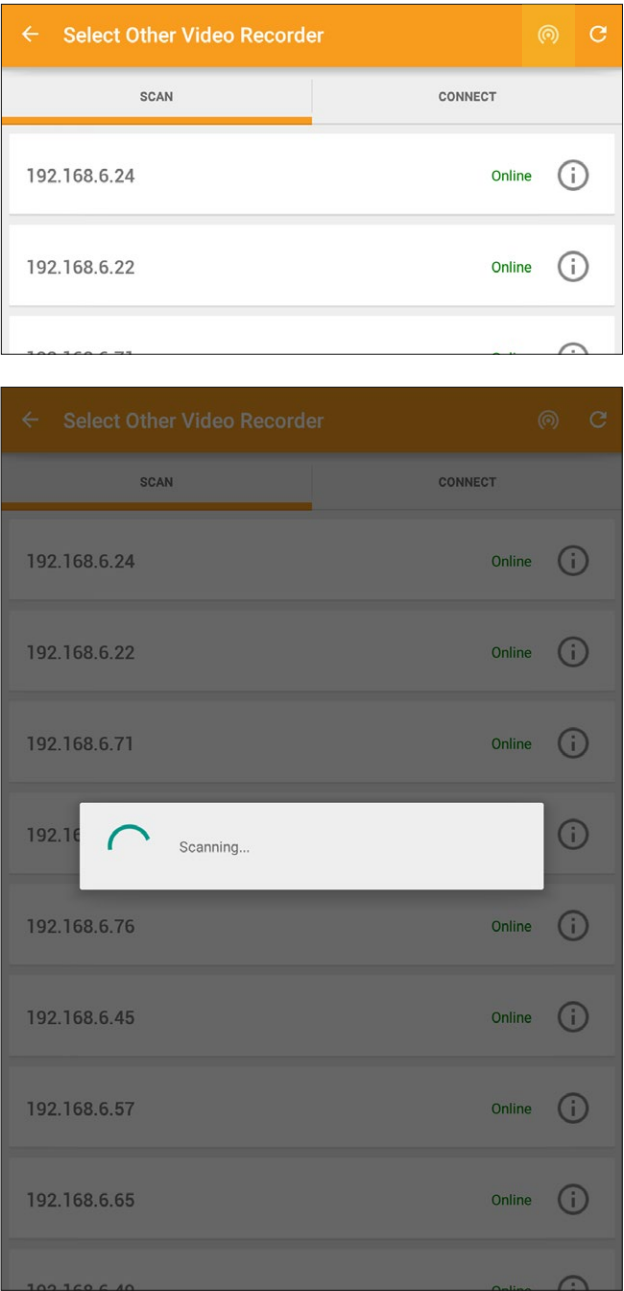 Select Other Video Recorder
SCAN CONNECT
192.168.6.24 Online
192.168.6.22 Online
Select Other Video Recorder
SCAN CONNECT
192.168.6.24 Online
192.168.6.22 Online
192.168.6.71 Online
Scanning...
192.168.6.76 Online
192.168.6.45 Online
192.168.6.57 Online
192.168.6.65 Online